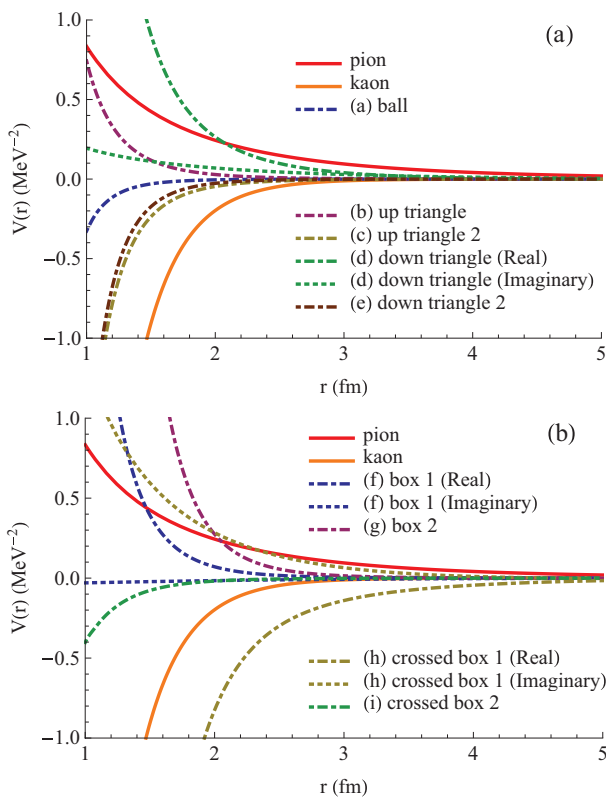 (a)
1.0
0.5
0.0
-0.5
-1.0
V(r) (MeV⁻²)
pion
kaon
(a) ball
(b) up triangle
(c) up triangle 2
(d) down triangle (Real)
(d) down triangle (Imaginary)
(e) down triangle 2
1 2 3 4 5
r (fm)
(b)
1.0
0.5
0.0
-0.5
-1.0
V(r) (MeV⁻²)
pion
kaon
(f) box 1 (Real)
(f) box 1 (Imaginary)
(g) box 2
(h) crossed box 1 (Real)
(h) crossed box 1 (Imaginary)
(i) crossed box 2
1 2 3 4 5
r (fm)